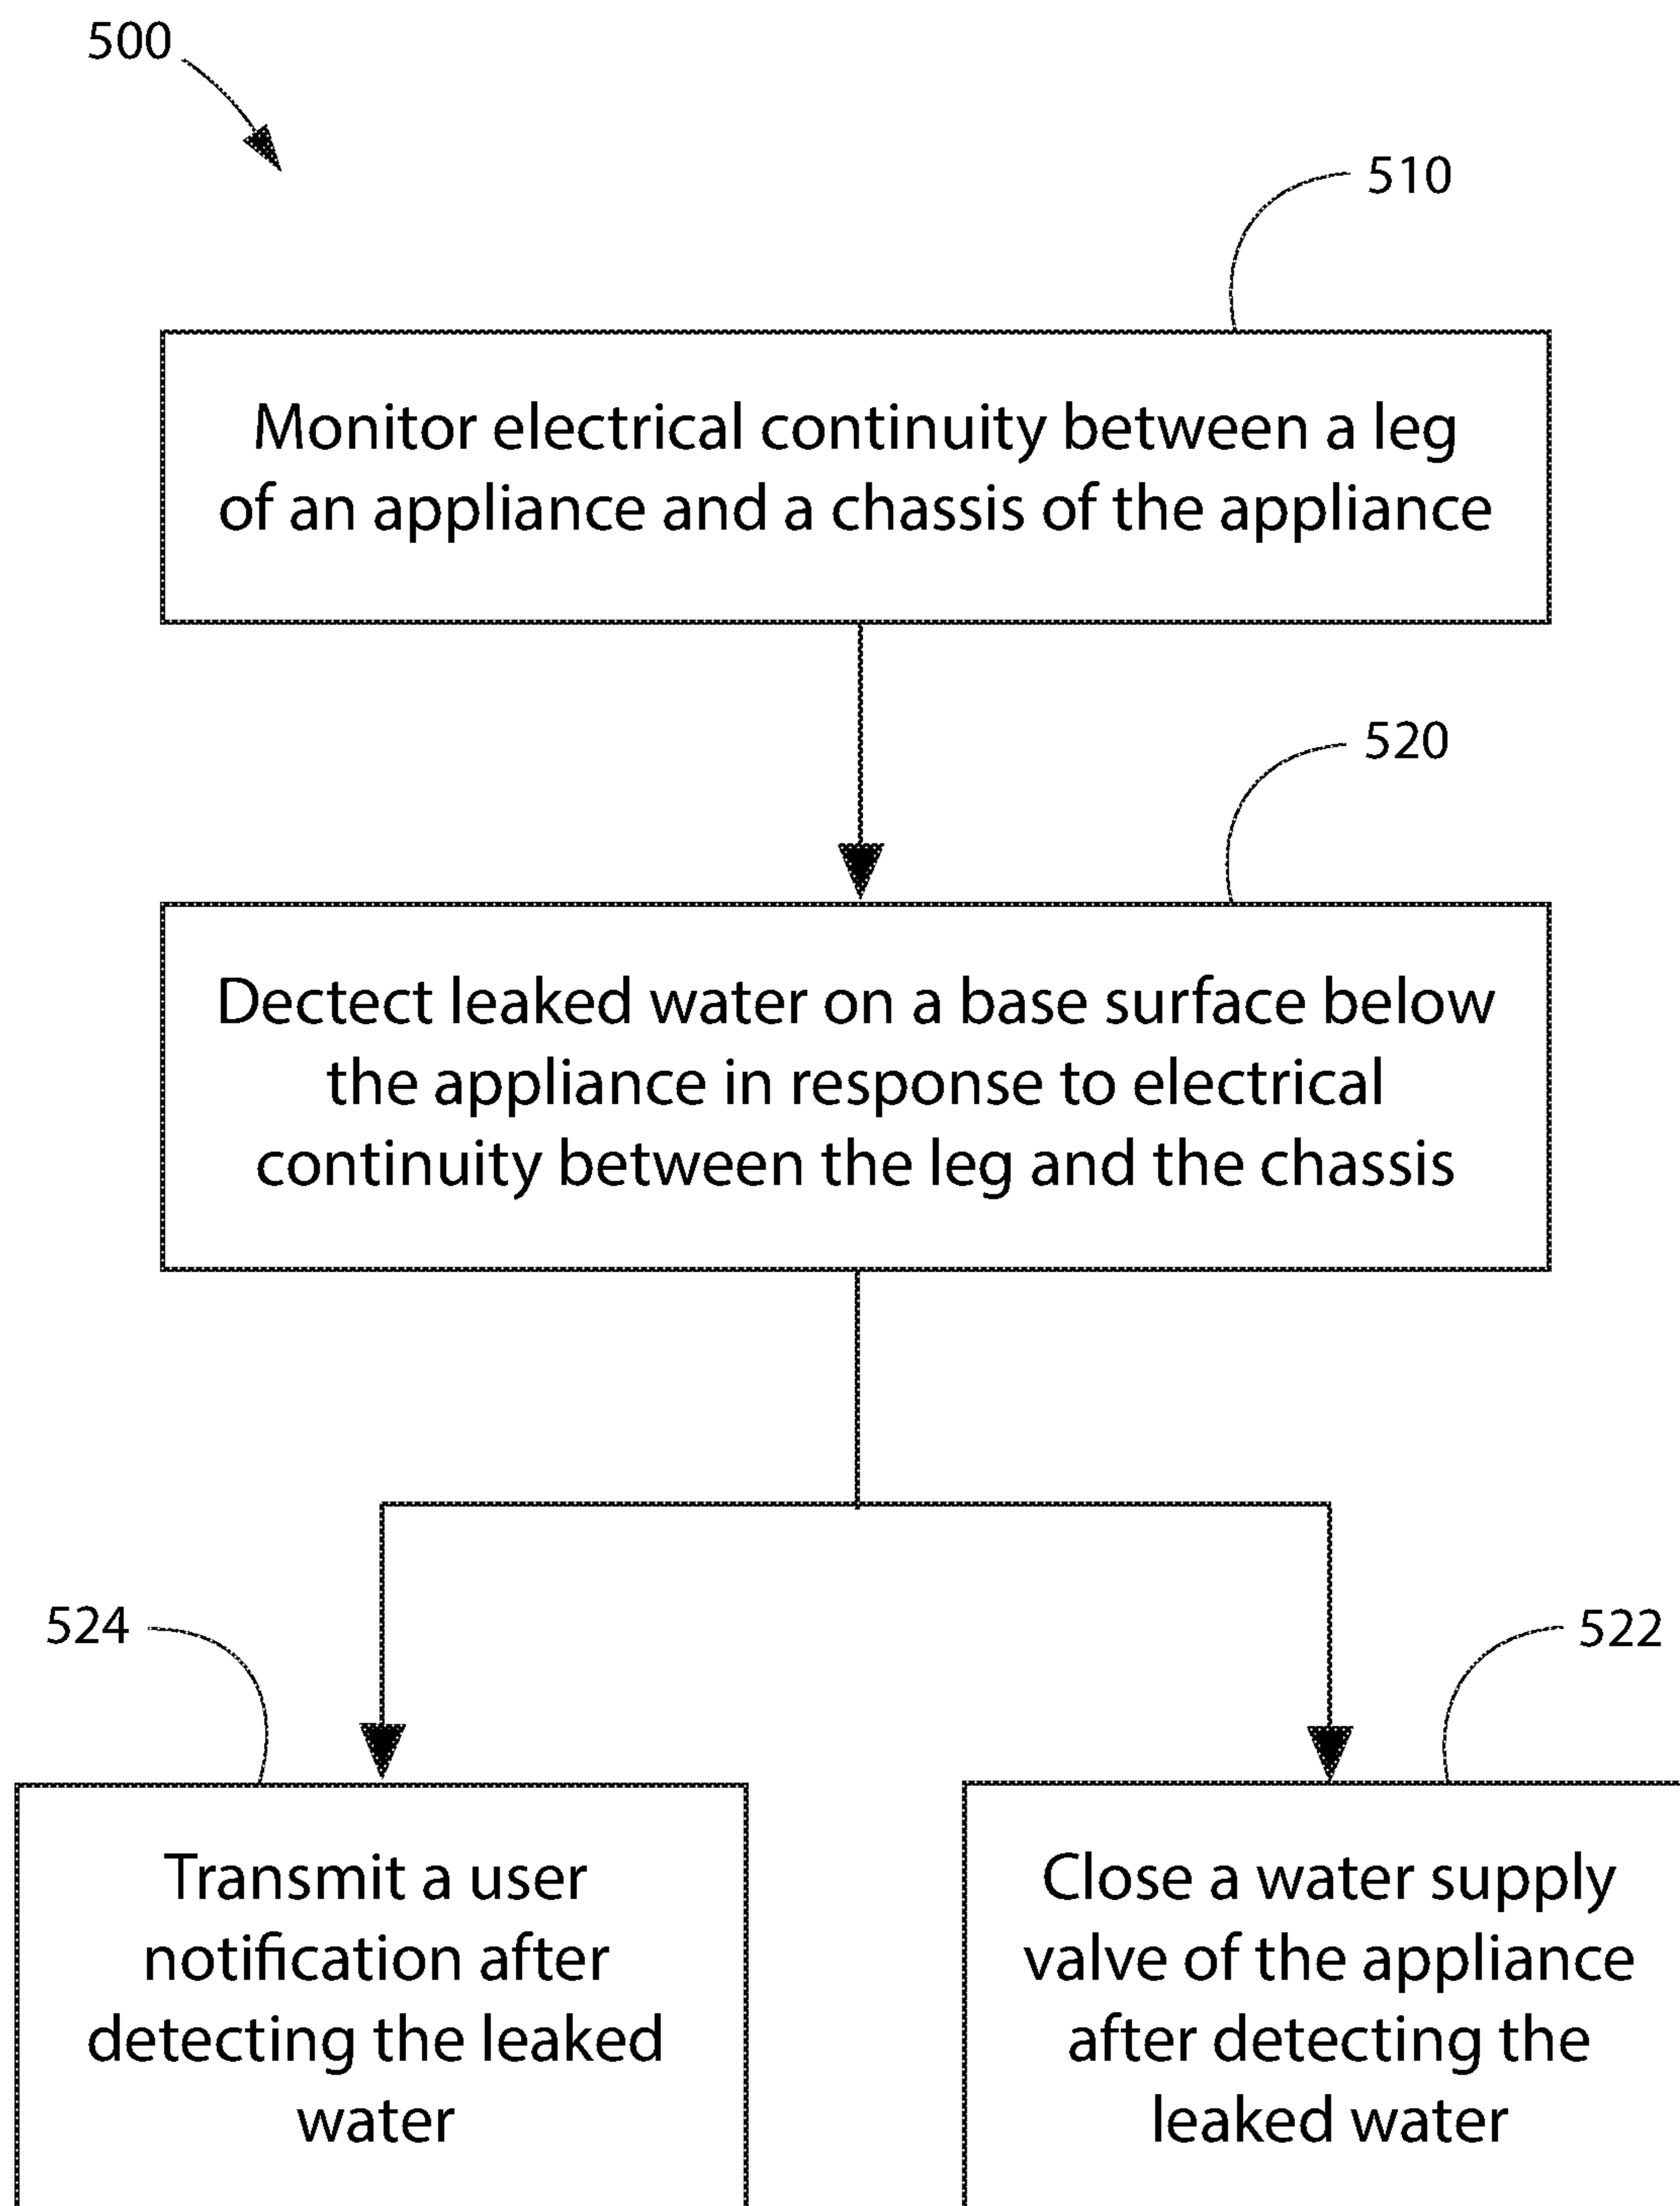 500
510
Monitor electrical continuity between a leg
of an appliance and a chassis of the appliance
520
Dectect leaked water on a base surface below
the appliance in response to electrical
continuity between the leg and the chassis
524
522
Transmit a user
notification after
detecting the leaked
water
Close a water supply
valve of the appliance
after detecting the
leaked water